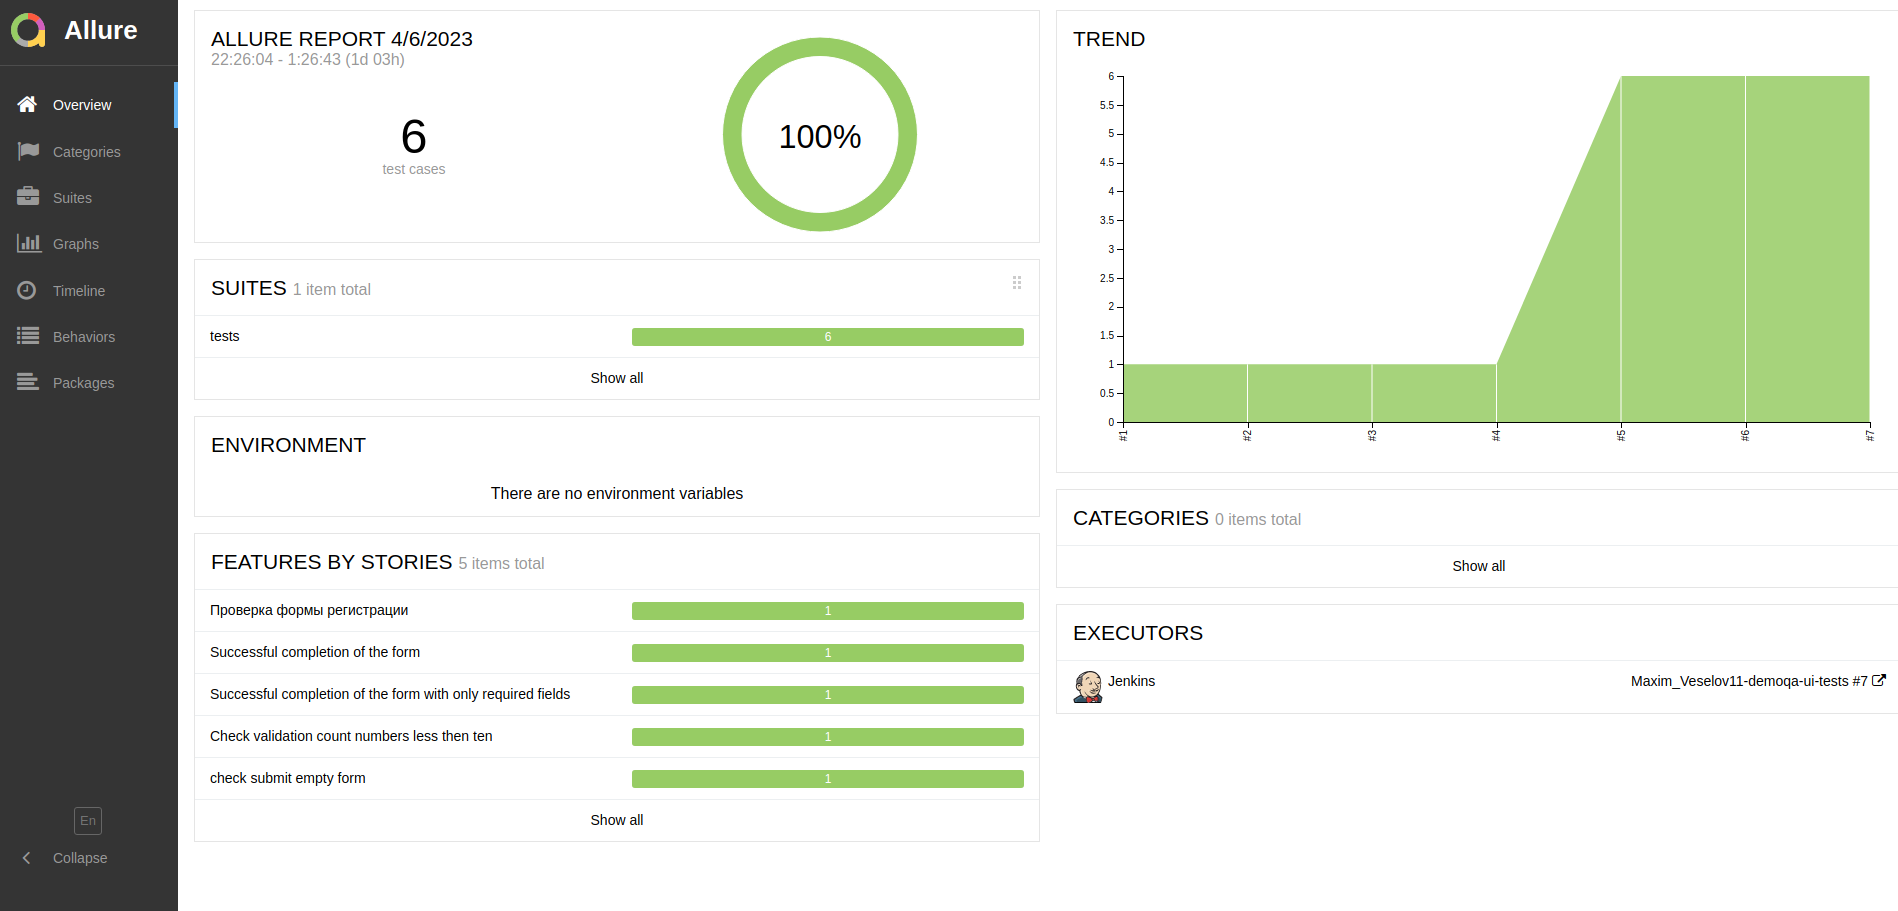 Allure
Overview
Categories
Suites
Graphs
Timeline
Behaviors
Packages
En
Collapse
ALLURE REPORT 4/6/2023
22:26:04 - 1:26:43 (1d 03h)
6
test cases
100%
SUITES 1 item total
tests 6
Show all
ENVIRONMENT
There are no environment variables
FEATURES BY STORIES 5 items total
Проверка формы регистрации 1
Successful completion of the form 1
Successful completion of the form with only required fields 1
Check validation count numbers less then ten 1
check submit empty form 1
Show all
TREND
6
5.5
5
4.5
4
3.5
3
2.5
2
1.5
1
0.5
0
#1 #2 #3 #4 #5 #6 #7
CATEGORIES 0 items total
Show all
EXECUTORS
Jenkins Maxim_Veselov11-demoqa-ui-tests #7